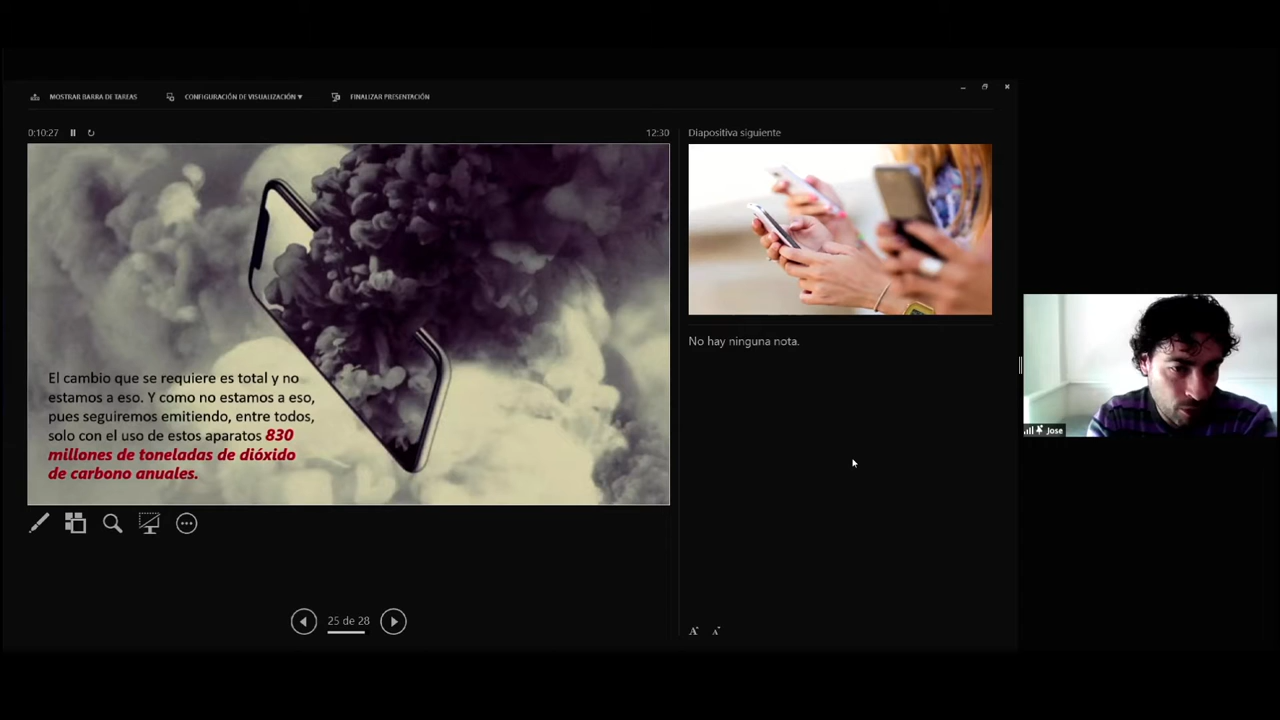 MOSTRAR BARRA DE TAREAS
CONFIGURACIÓN DE VISUALIZACIÓN ▼
FINALIZAR PRESENTACIÓN
0:10:27
12:30
Diapositiva siguiente
El cambio que se requiere es total y no
estamos a eso. Y como no estamos a eso,
pues seguiremos emitiendo, entre todos,
solo con el uso de estos aparatos 830
millones de toneladas de dióxido
de carbono anuales.
No hay ninguna nota.
Jose
25 de 28
A A